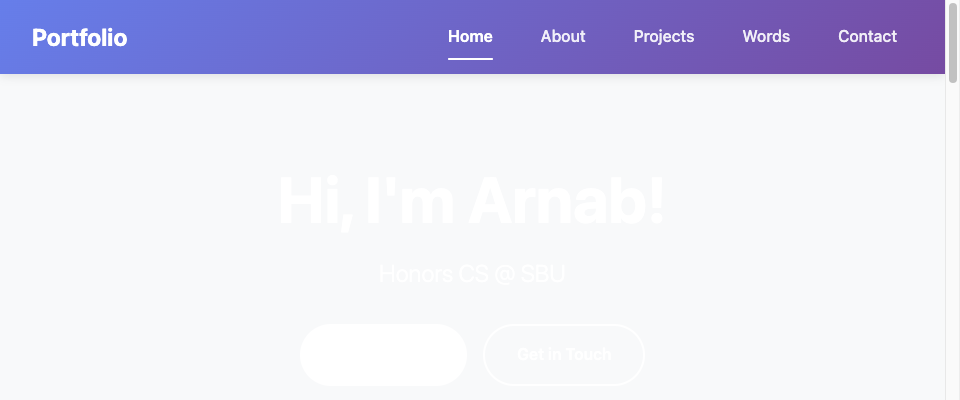 Portfolio
Home
About
Projects
Words
Contact
Hi, I'm Arnab!
Honors CS @ SBU
Get in Touch